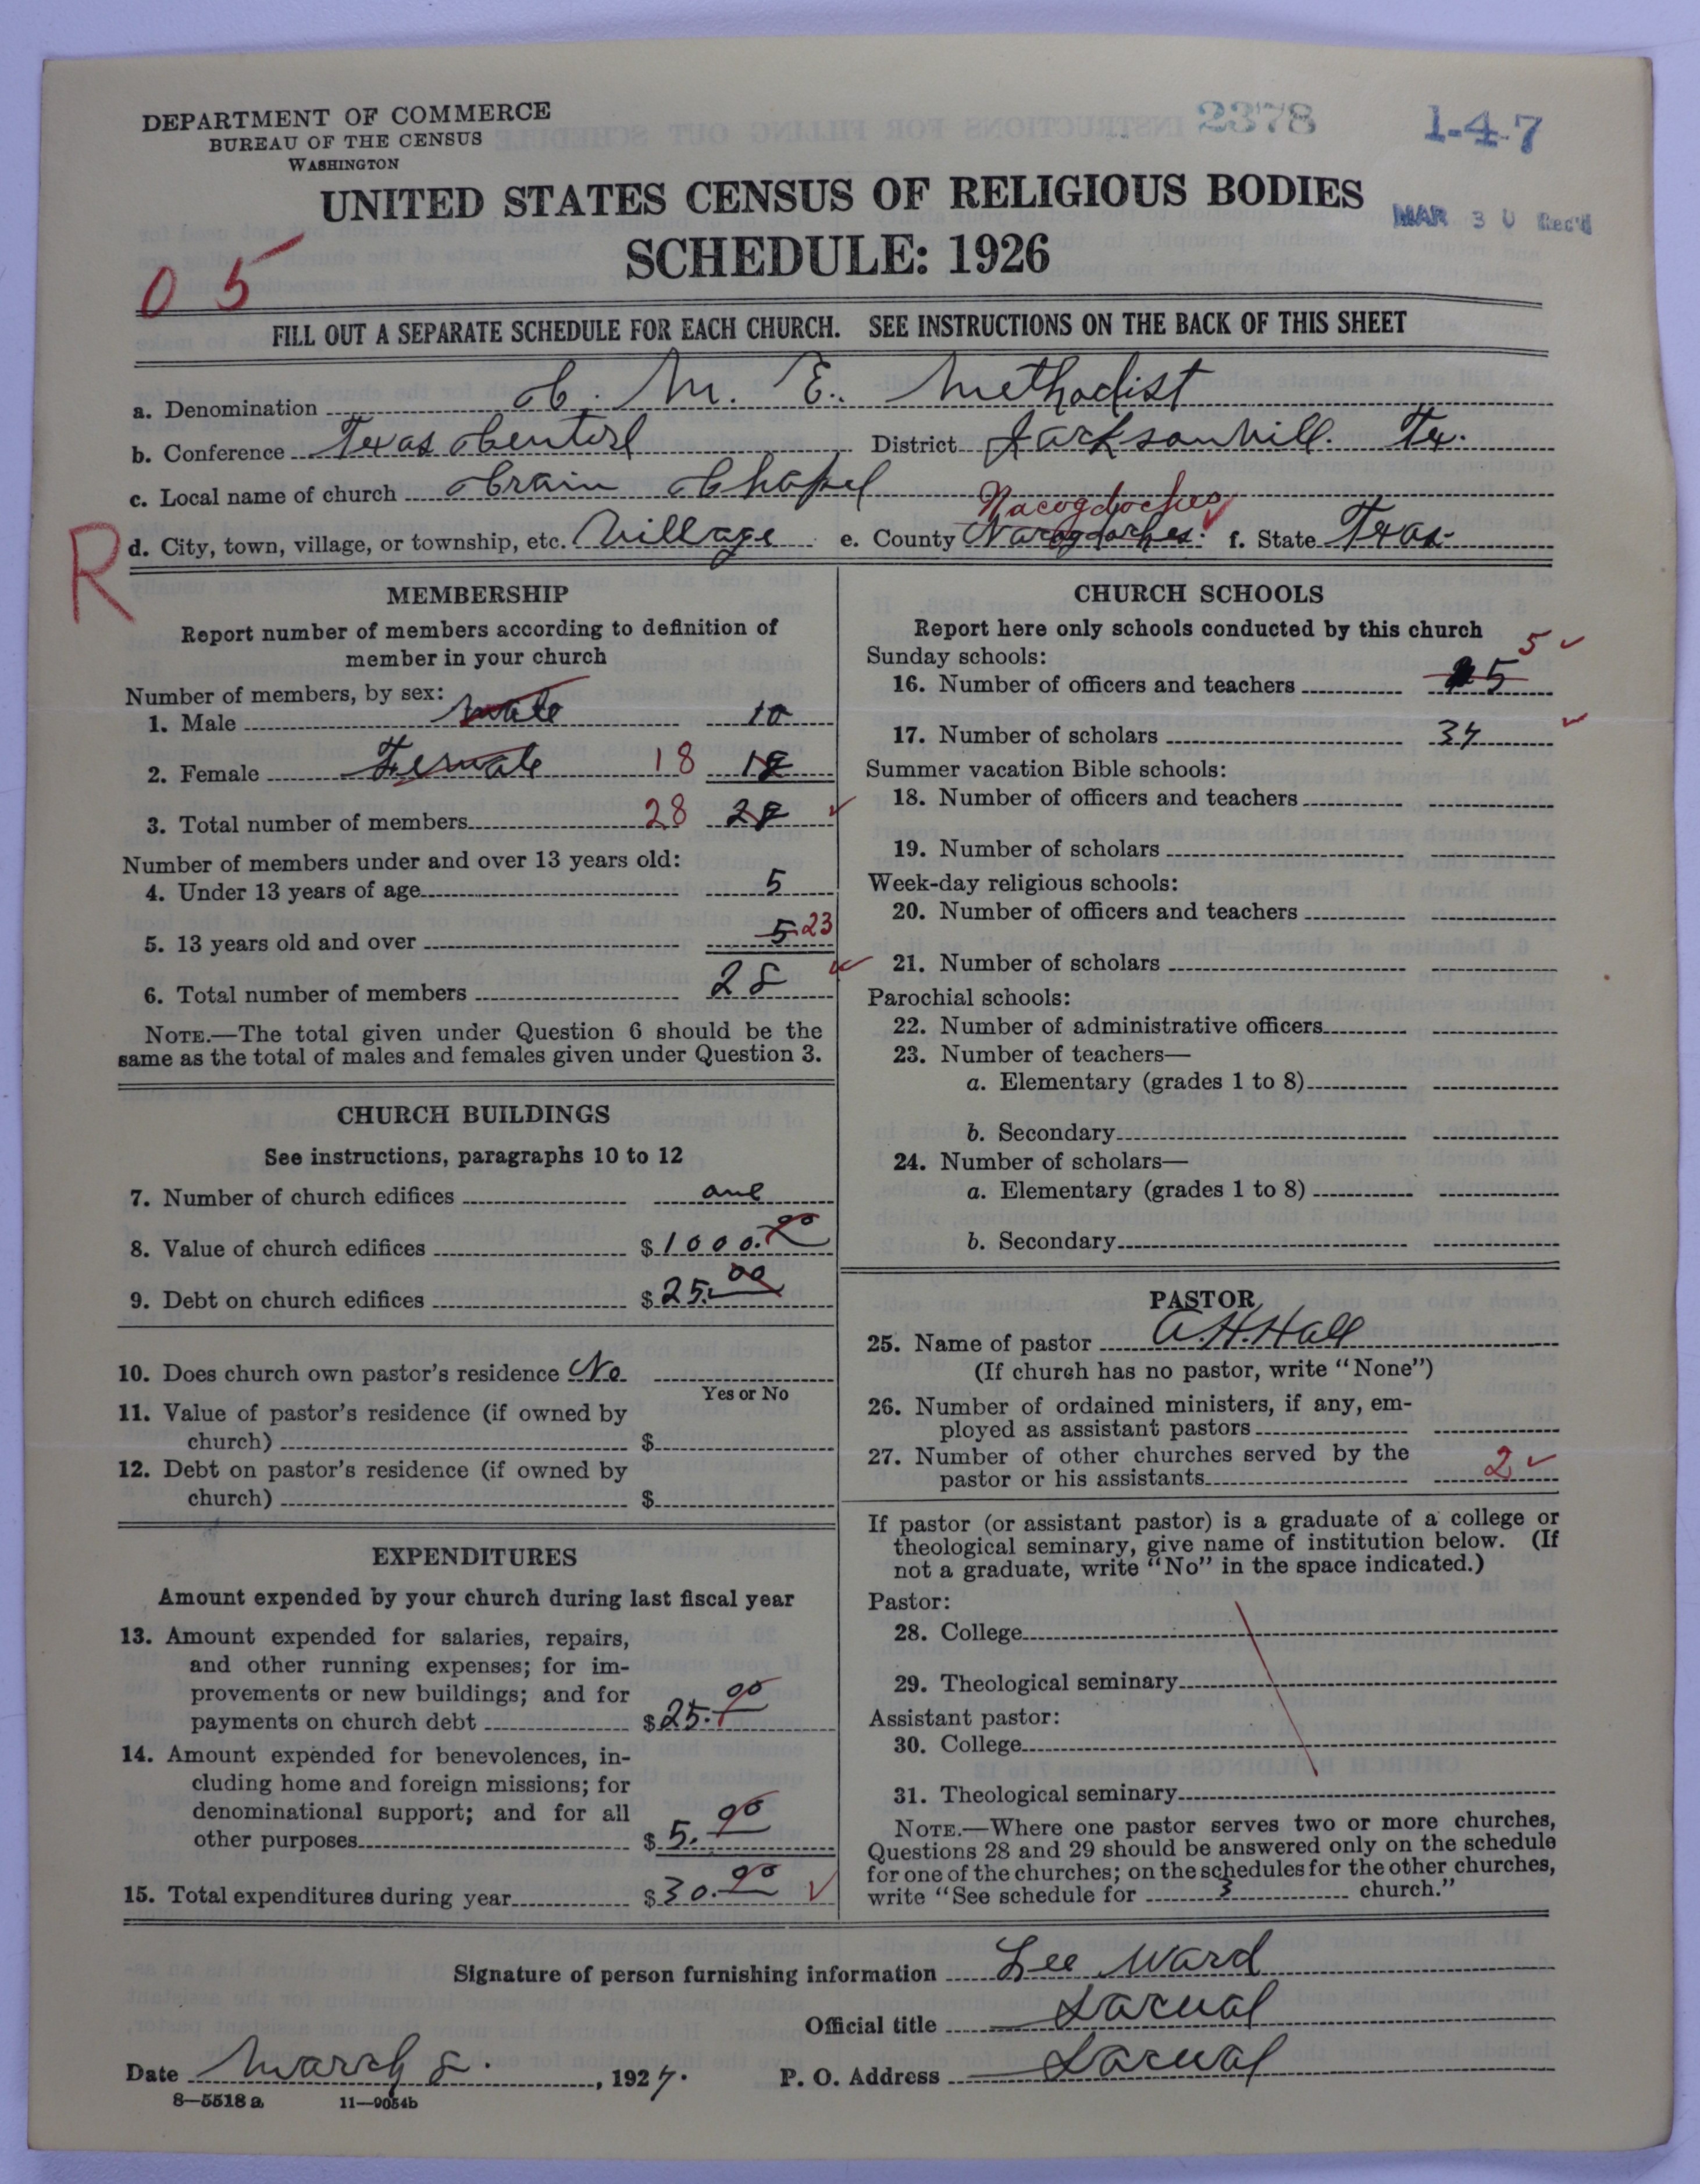 DEPARTMENT OF COMMERCE
BUREAU OF THE CENSUS
WASHINGTON
2378
1-4-7
UNITED STATES CENSUS OF RELIGIOUS BODIES
MAR 30 Rec'd
SCHEDULE: 1926
05
FILL OUT A SEPARATE SCHEDULE FOR EACH CHURCH. SEE INSTRUCTIONS ON THE BACK OF THIS SHEET
a. Denomination C. M. E. Methodist
b. Conference Texas Centerl District Jacksonvill. Tx.
c. Local name of church Crain Chapel
Nacogdoches
R d. City, town, village, or township, etc. Village e. County Nacogdoches. f. State Texas
MEMBERSHIP
Report number of members according to definition of
member in your church
Number of members, by sex:
1. Male Male 10
2. Female Female 18 18
3. Total number of members 28 28
Number of members under and over 13 years old:
4. Under 13 years of age 5
5. 13 years old and over 5 23
6. Total number of members 28
NOTE.—The total given under Question 6 should be the
same as the total of males and females given under Question 3.
CHURCH BUILDINGS
See instructions, paragraphs 10 to 12
7. Number of church edifices one
8. Value of church edifices $1000.00
9. Debt on church edifices $25.00
10. Does church own pastor's residence No
Yes or No
11. Value of pastor's residence (if owned by
church) $
12. Debt on pastor's residence (if owned by
church) $
EXPENDITURES
Amount expended by your church during last fiscal year
13. Amount expended for salaries, repairs,
and other running expenses; for im-
provements or new buildings; and for
payments on church debt $25.00
14. Amount expended for benevolences, in-
cluding home and foreign missions; for
denominational support; and for all
other purposes $5.00
15. Total expenditures during year $30.00
CHURCH SCHOOLS
Report here only schools conducted by this church
Sunday schools: 5
16. Number of officers and teachers 5
17. Number of scholars 34
Summer vacation Bible schools:
18. Number of officers and teachers
19. Number of scholars
Week-day religious schools:
20. Number of officers and teachers
21. Number of scholars
Parochial schools:
22. Number of administrative officers
23. Number of teachers—
a. Elementary (grades 1 to 8)
b. Secondary
24. Number of scholars—
a. Elementary (grades 1 to 8)
b. Secondary
PASTOR
25. Name of pastor A.H.Hall
(If church has no pastor, write "None")
26. Number of ordained ministers, if any, em-
ployed as assistant pastors
27. Number of other churches served by the
pastor or his assistants 2
If pastor (or assistant pastor) is a graduate of a college or
theological seminary, give name of institution below. (If
not a graduate, write "No" in the space indicated.)
Pastor:
28. College
29. Theological seminary
Assistant pastor:
30. College
31. Theological seminary
NOTE.—Where one pastor serves two or more churches,
Questions 28 and 29 should be answered only on the schedule
for one of the churches; on the schedules for the other churches,
write "See schedule for 3 church."
Signature of person furnishing information Lee Ward
Official title
Date March 8. , 1927. P. O. Address
8—5518a 11—9054b